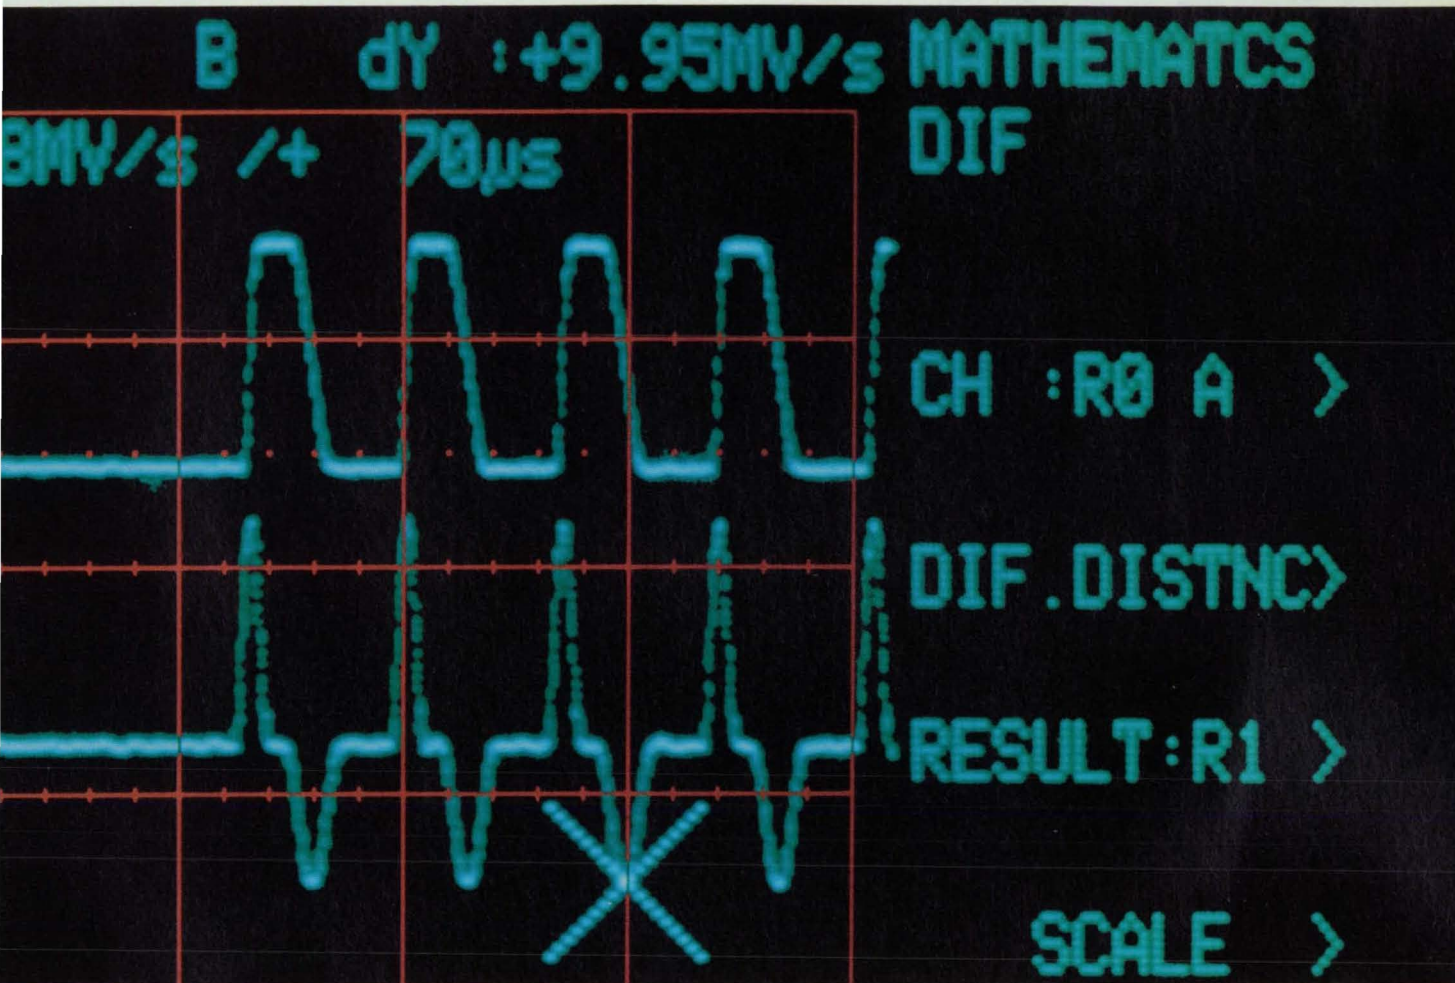 B dY :+9.95MV/s MATHEMATCS
8MV/s /+ 70µs DIF
CH :R0 A >
DIF.DISTNC>
RESULT:R1 >
SCALE >